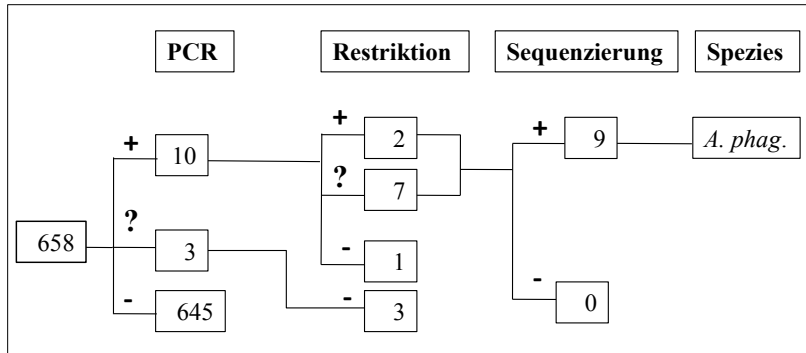 PCR Restriktion Sequenzierung Spezies
+ 10 + 2 + 9 A. phag.
? 7
658 ? 3 - 1
- 645 - 3 - 0